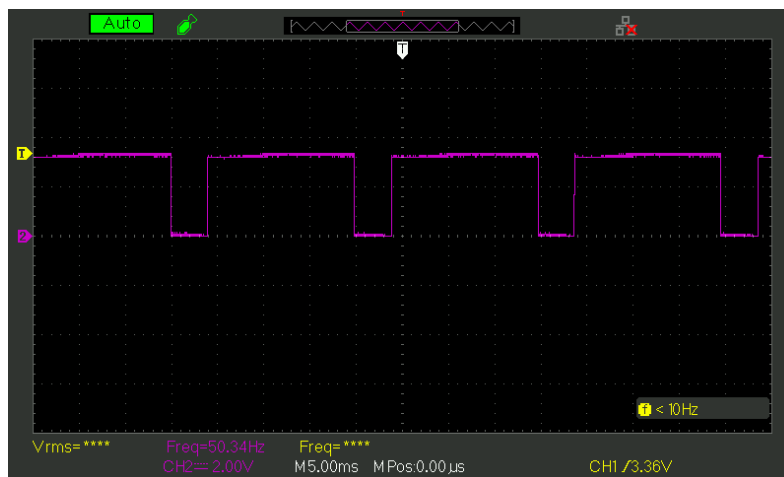 Auto
T
T
2
f < 10Hz
Vrms=**** Freq=50.34Hz Freq=****
CH2 2.00V M5.00ms MPos:0.00μs CH1 /3.36V